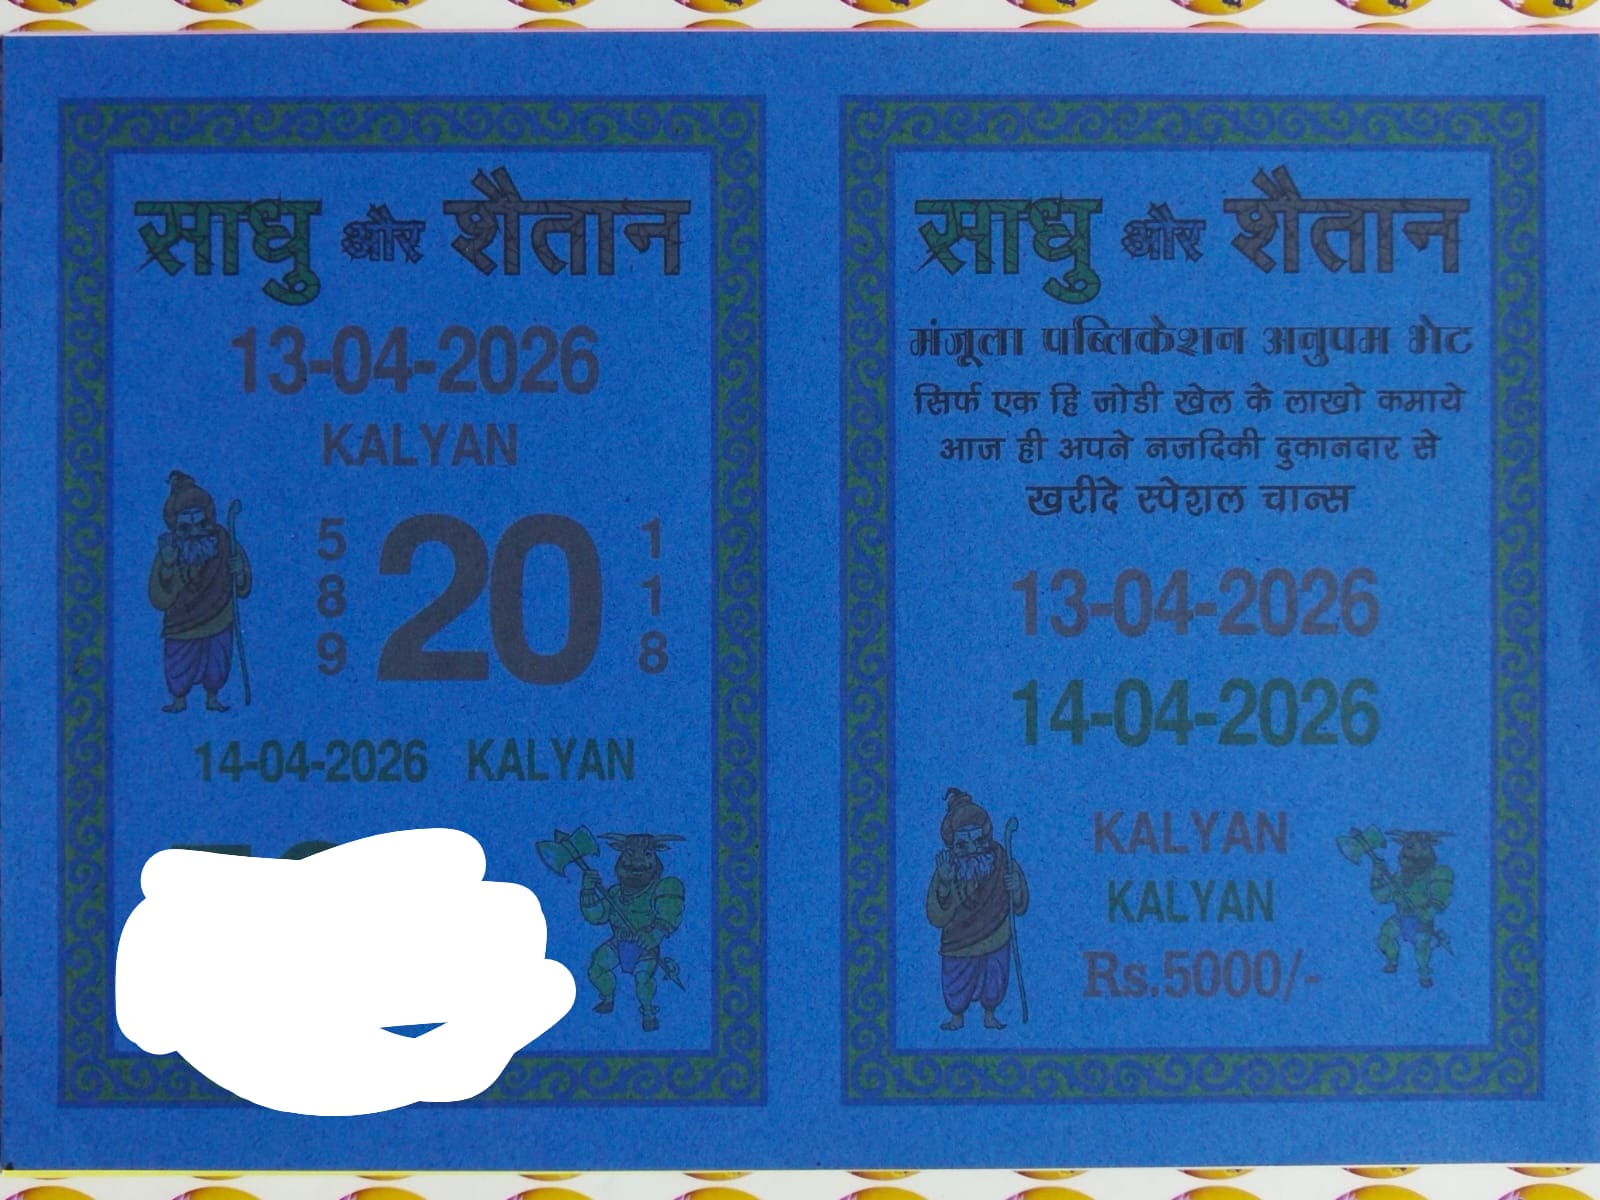 साधु और शैतान
13-04-2026
KALYAN
5
8
9
20
1
1
8
14-04-2026 KALYAN
साधु और शैतान
मंजूला पब्लिकेशन अनुपम भेट
सिर्फ एक हि जोडी खेल के लाखो कमाये
आज ही अपने नजदिकी दुकानदार से
खरीदे स्पेशल चान्स
13-04-2026
14-04-2026
KALYAN
KALYAN
Rs.5000/-